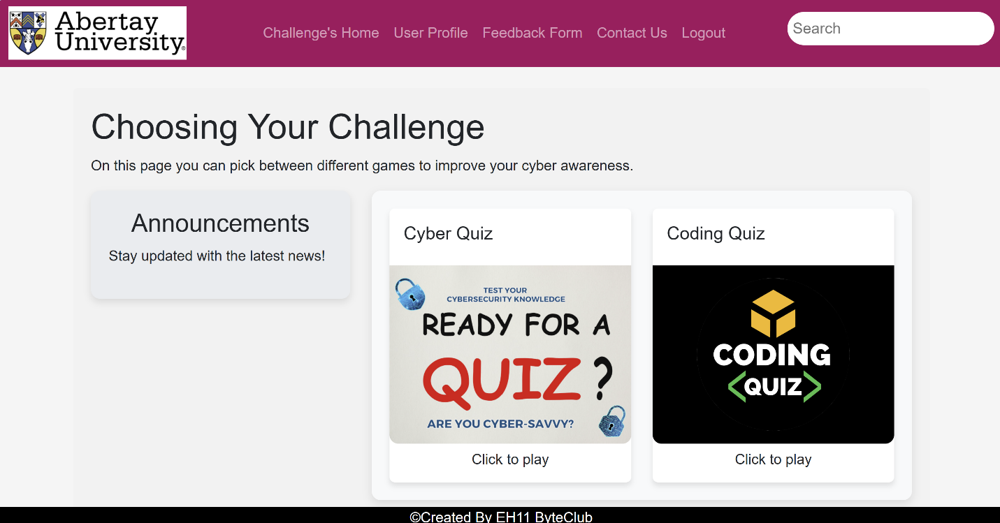 Abertay
University®
Challenge's Home User Profile Feedback Form Contact Us Logout
Search
Choosing Your Challenge
On this page you can pick between different games to improve your cyber awareness.
Announcements
Stay updated with the latest news!
Cyber Quiz
TEST YOUR
CYBERSECURITY KNOWLEDGE
READY FOR A
QUIZ?
ARE YOU CYBER-SAVVY?
Click to play
Coding Quiz
CODING
<QUIZ>
Click to play
©Created By EH11 ByteClub